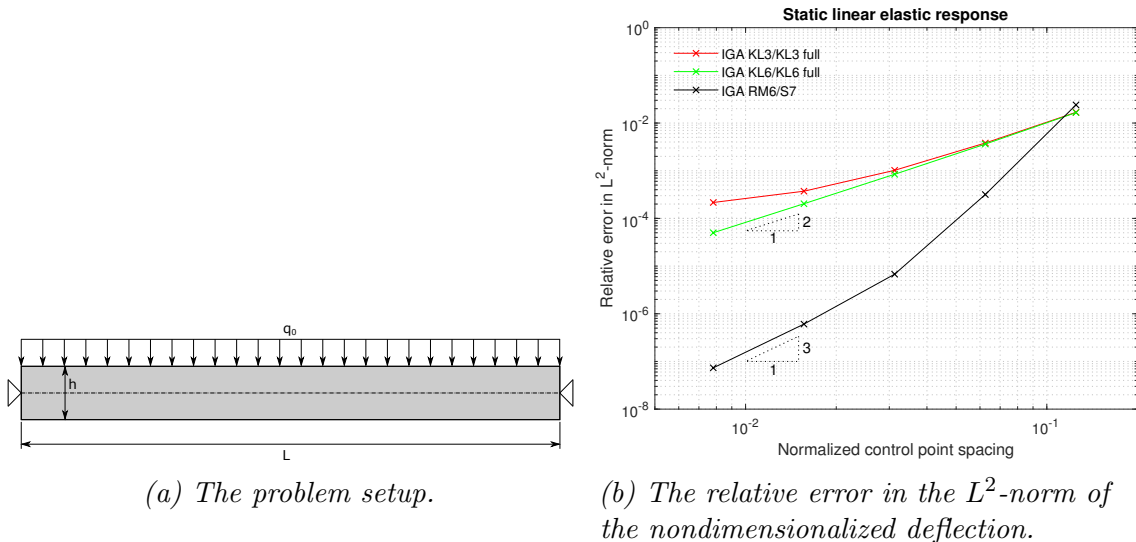 q₀
h
L
(a) The problem setup.
Static linear elastic response
IGA KL3/KL3 full
IGA KL6/KL6 full
IGA RM6/S7
Relative error in L²-norm
10⁰
10⁻²
10⁻⁴
10⁻⁶
10⁻⁸
2
1
3
1
10⁻²
10⁻¹
Normalized control point spacing
(b) The relative error in the L²-norm of
the nondimensionalized deflection.